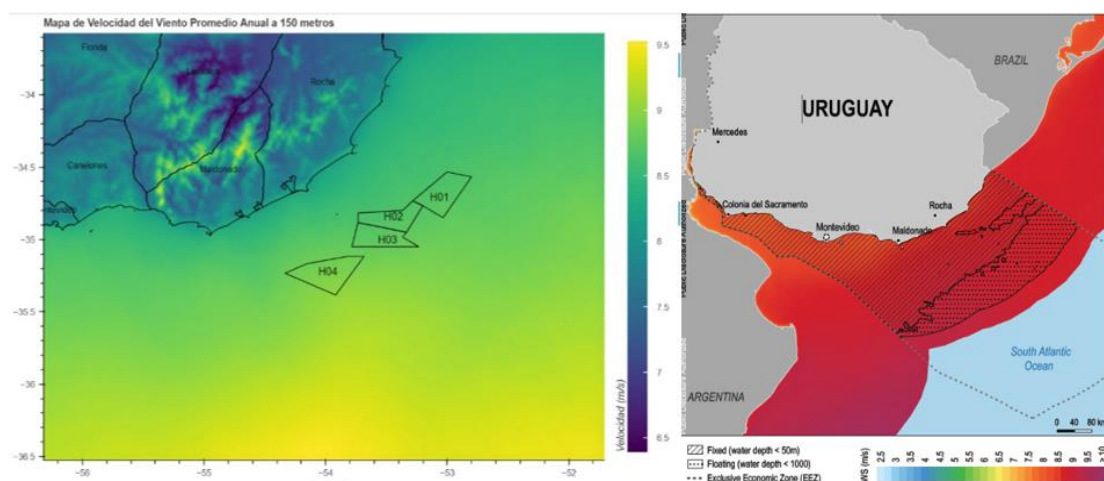 Mapa de Velocidad del Viento Promedio Anual a 150 metros
Florida
Rocha
Canelones
Maldonado
H01
H02
H03
H04
−34
−34.5
−35
−35.5
−36
−36.5
−56
−55
−54
−53
−52
9.5
9
8.5
8
7.5
7
6.5
Velocidad (m/s)
BRAZIL
URUGUAY
Mercedes
Colonia del Sacramento
Rocha
Montevideo
Maldonado
South Atlantic
Ocean
ARGENTINA
0 40 80 km
Fixed (water depth < 50m)
Floating (water depth < 1000)
Exclusive Economic Zone (EEZ)
WS (m/s)
2.5
3
3.5
4
4.5
5
5.5
6
6.5
7
7.5
8
8.5
9
9.5
>10